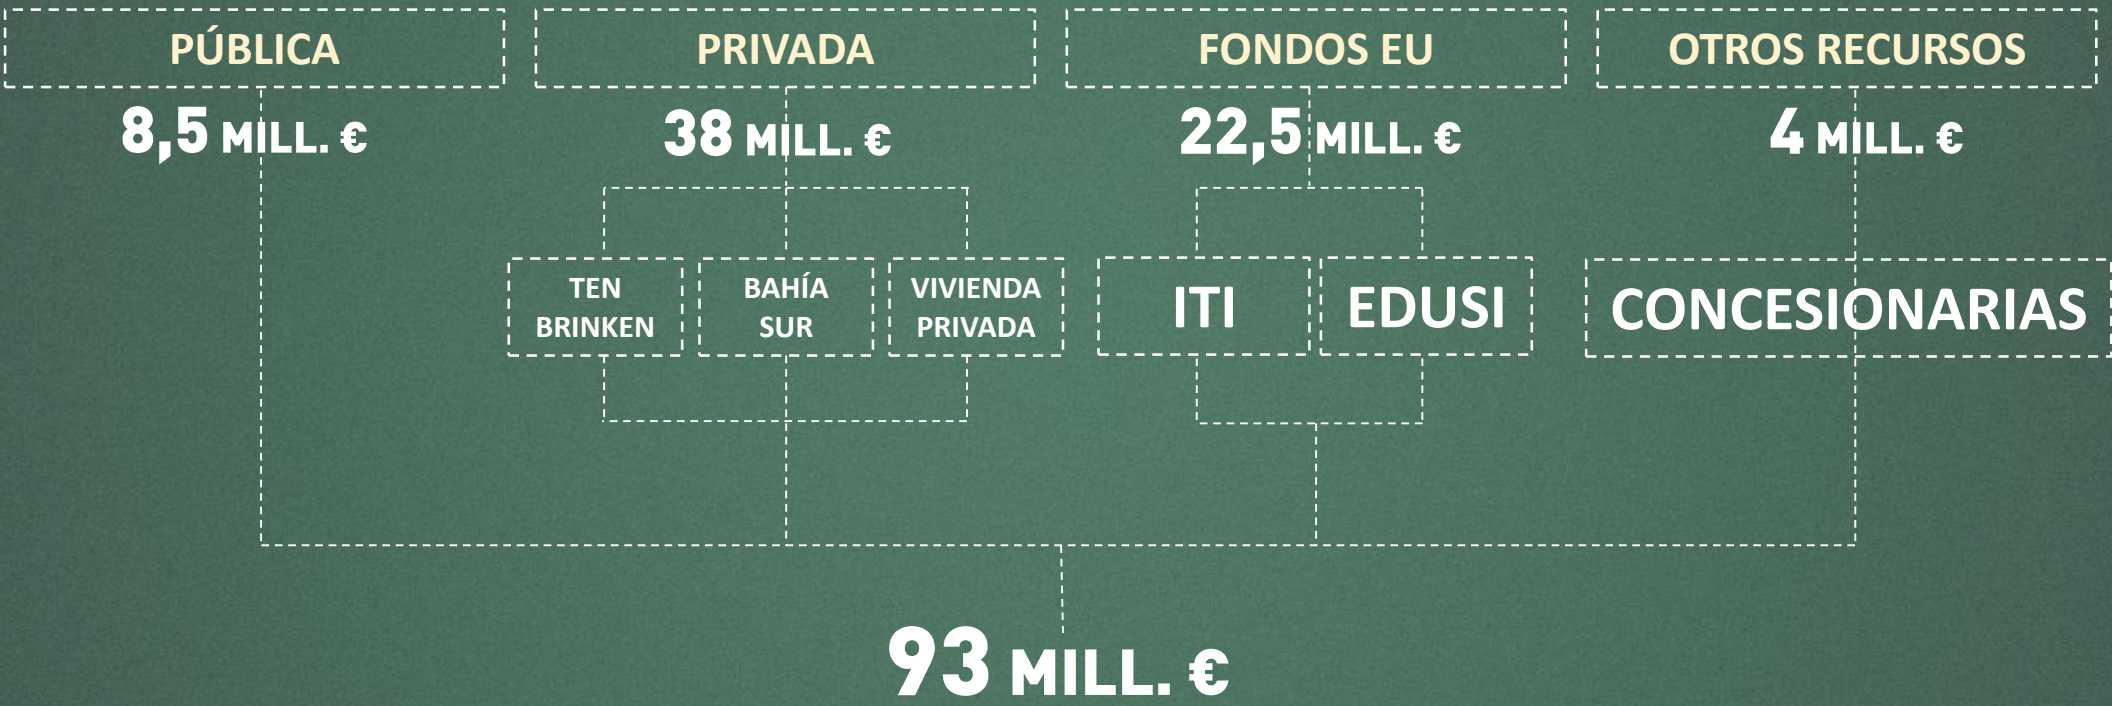 PÚBLICA
PRIVADA
FONDOS EU
OTROS RECURSOS
8,5 MILL. €
38 MILL. €
22,5 MILL. €
4 MILL. €
TEN
BRINKEN
BAHÍA
SUR
VIVIENDA
PRIVADA
ITI
EDUSI
CONCESIONARIAS
93 MILL. €